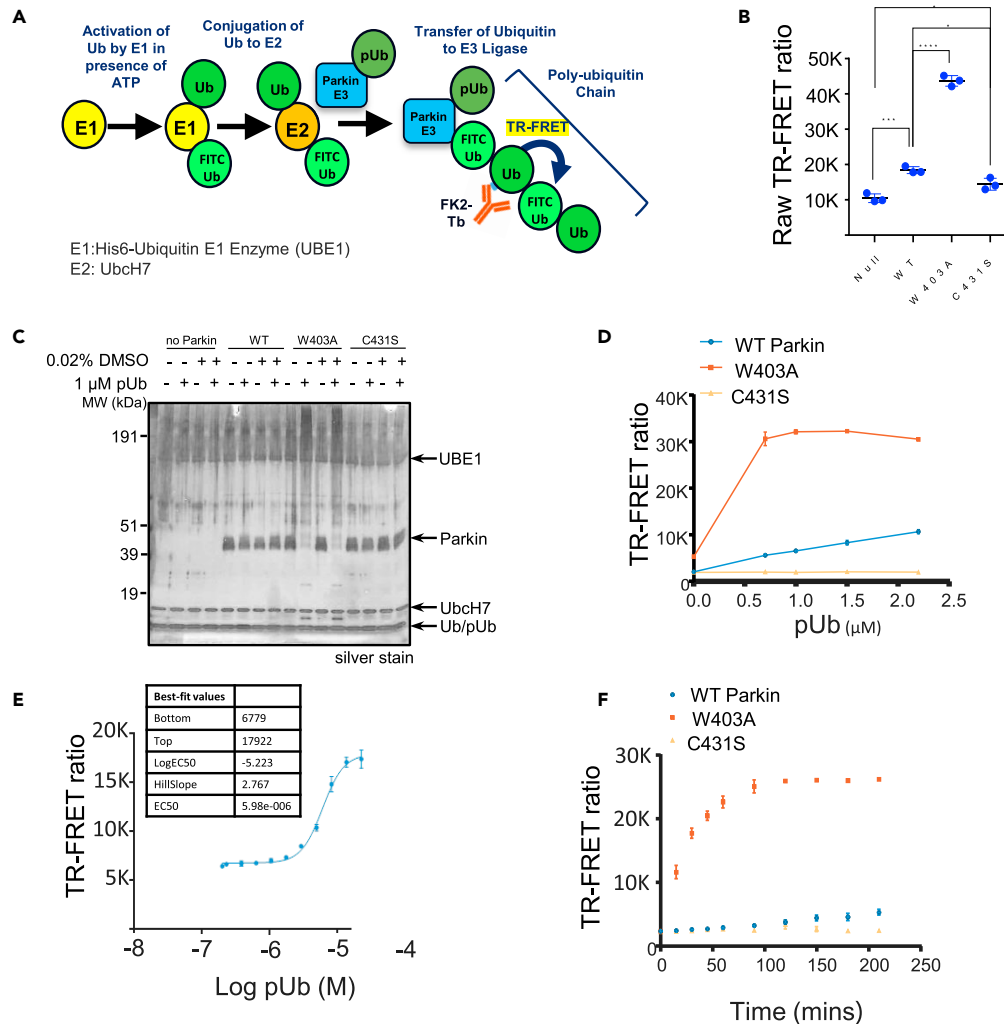 A
Activation of
Ub by E1 in
presence of
ATP
Conjugation of
Ub to E2
Transfer of Ubiquitin
to E3 Ligase
Poly-ubiquitin
Chain
E1
Ub
E1
FITC
Ub
Ub
E2
FITC
Ub
pUb
Parkin
E3
pUb
Parkin
E3
FITC
Ub
TR-FRET
Ub
FK2-
Tb
FITC
Ub
Ub
E1:His6-Ubiquitin E1 Enzyme (UBE1)
E2: UbcH7
B
Raw TR-FRET ratio
50K
40K
30K
20K
10K
*
*
****
***
Null
WT
W403A
C431S
C
no Parkin WT W403A C431S
0.02% DMSO - - + + - - + + - - + + - - + +
1 µM pUb - + - + - + - + - + - + - + - +
MW (kDa)
191
51
39
19
UBE1
Parkin
UbcH7
Ub/pUb
silver stain
D
WT Parkin
W403A
C431S
TR-FRET ratio
40K
30K
20K
10K
0
0.0 0.5 1.0 1.5 2.0 2.5
pUb (µM)
E
Best-fit values
Bottom 6779
Top 17922
LogEC50 -5.223
HillSlope 2.767
EC50 5.98e-006
TR-FRET ratio
20K
15K
10K
5K
-8 -7 -6 -5 -4
Log pUb (M)
F
WT Parkin
W403A
C431S
TR-FRET ratio
30K
20K
10K
0
0 50 100 150 200 250
Time (mins)